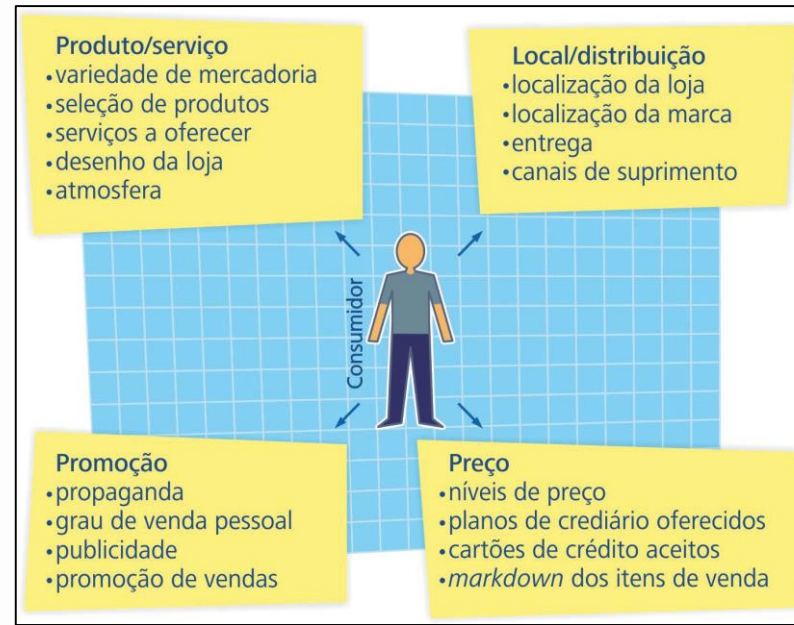 Produto/serviço
•variedade de mercadoria
•seleção de produtos
•serviços a oferecer
•desenho da loja
•atmosfera
Local/distribuição
•localização da loja
•localização da marca
•entrega
•canais de suprimento
Consumidor
Promoção
•propaganda
•grau de venda pessoal
•publicidade
•promoção de vendas
Preço
•níveis de preço
•planos de crediário oferecidos
•cartões de crédito aceitos
•markdown dos itens de venda